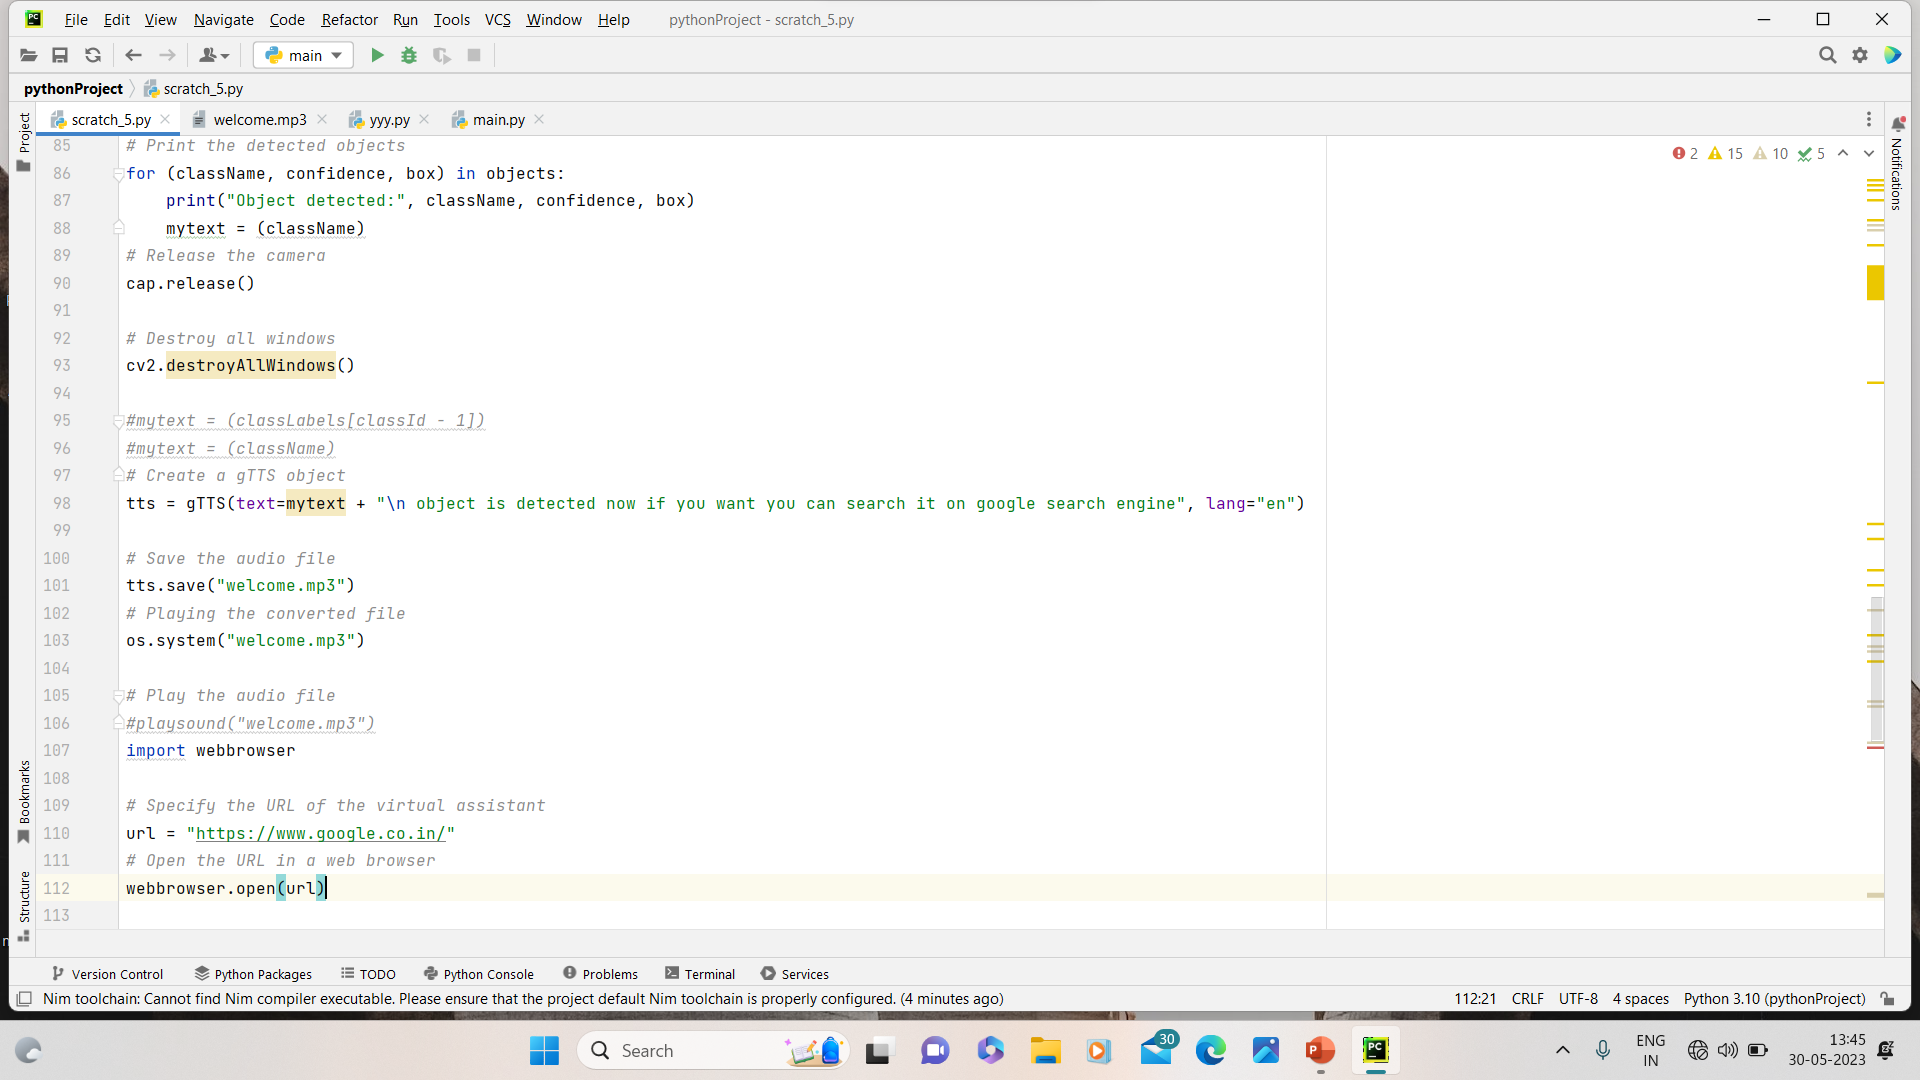 File Edit View Navigate Code Refactor Run Tools VCS Window Help pythonProject - scratch_5.py
main
pythonProject scratch_5.py
scratch_5.py welcome.mp3 yyy.py main.py
Project
Notifications
2 15 10 5
85 # Print the detected objects
86 for (className, confidence, box) in objects:
87 print("Object detected:", className, confidence, box)
88 mytext = (className)
89 # Release the camera
90 cap.release()
91
92 # Destroy all windows
93 cv2.destroyAllWindows()
94
95 #mytext = (classLabels[classId - 1])
96 #mytext = (className)
97 # Create a gTTS object
98 tts = gTTS(text=mytext + "\n object is detected now if you want you can search it on google search engine", lang="en")
99
100 # Save the audio file
101 tts.save("welcome.mp3")
102 # Playing the converted file
103 os.system("welcome.mp3")
104
105 # Play the audio file
106 #playsound("welcome.mp3")
107 import webbrowser
108
109 # Specify the URL of the virtual assistant
110 url = "https://www.google.co.in/"
111 # Open the URL in a web browser
112 webbrowser.open(url)
113
Bookmarks
Structure
Version Control Python Packages TODO Python Console Problems Terminal Services
Nim toolchain: Cannot find Nim compiler executable. Please ensure that the project default Nim toolchain is properly configured. (4 minutes ago) 112:21 CRLF UTF-8 4 spaces Python 3.10 (pythonProject)
Search 30 ENG 13:45
IN 30-05-2023